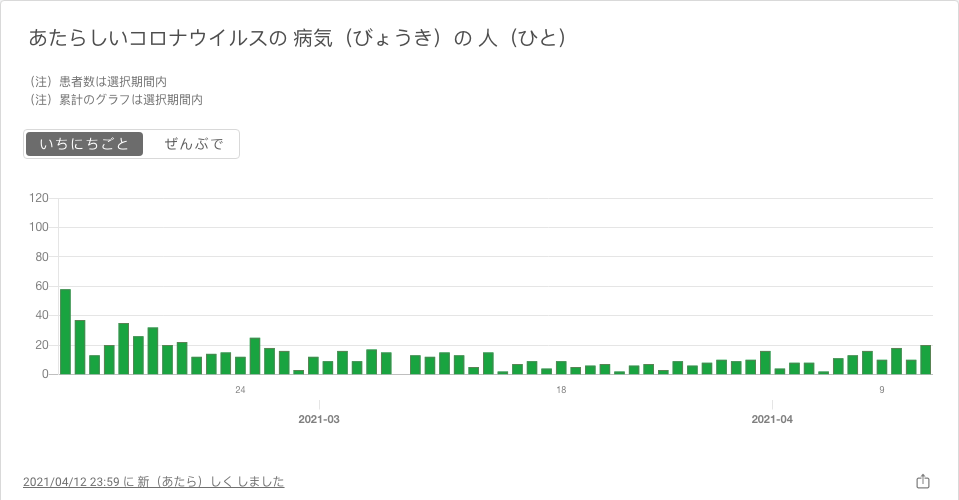 あたらしいコロナウイルスの 病気（びょうき）の 人（ひと）
（注）患者数は選択期間内
（注）累計のグラフは選択期間内
いちにちごと ぜんぶで
120
100
80
60
40
20
0
24 18 9
2021-03 2021-04
2021/04/12 23:59 に 新（あたら）しく しました